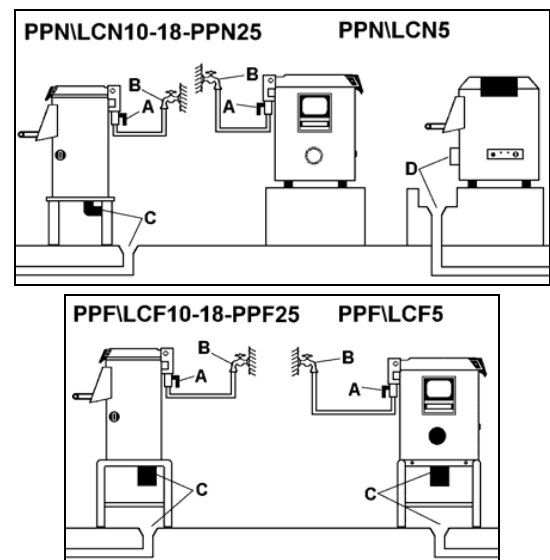 PPN\LCN10-18-PPN25 PPN\LCN5
B B
A A
D
C
PPF\LCF10-18-PPF25 PPF\LCF5
B B
A A
C C